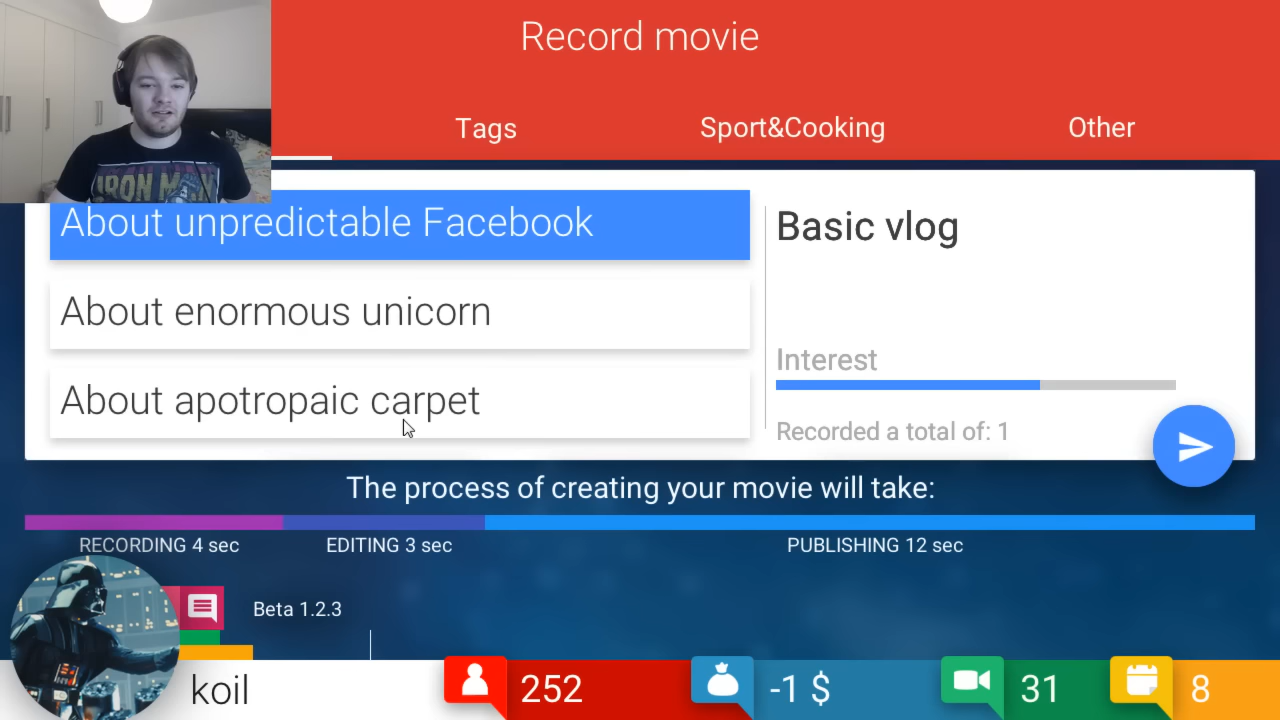 Record movie
Tags
Sport&Cooking
Other
IRON MAN
About unpredictable Facebook
About enormous unicorn
About apotropaic carpet
Basic vlog
Interest
Recorded a total of: 1
The process of creating your movie will take:
RECORDING 4 sec
EDITING 3 sec
PUBLISHING 12 sec
Beta 1.2.3
koil
252
-1 $
31
8